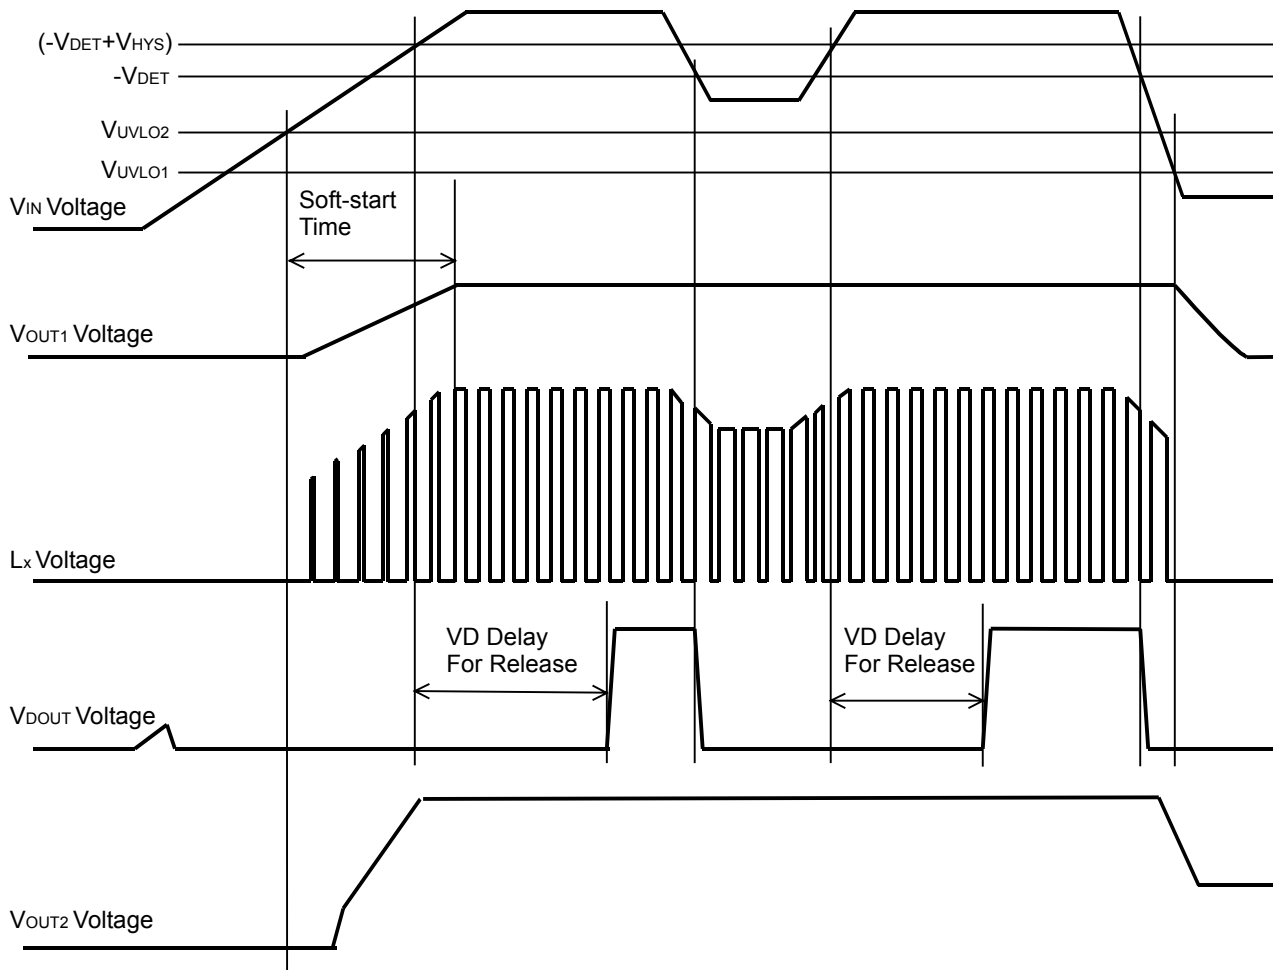 (-VDET+VHYS)
-VDET
VUVLO2
VUVLO1
VIN Voltage
Soft-start
Time
VOUT1 Voltage
Lx Voltage
VD Delay
For Release
VD Delay
For Release
VDOUT Voltage
VOUT2 Voltage